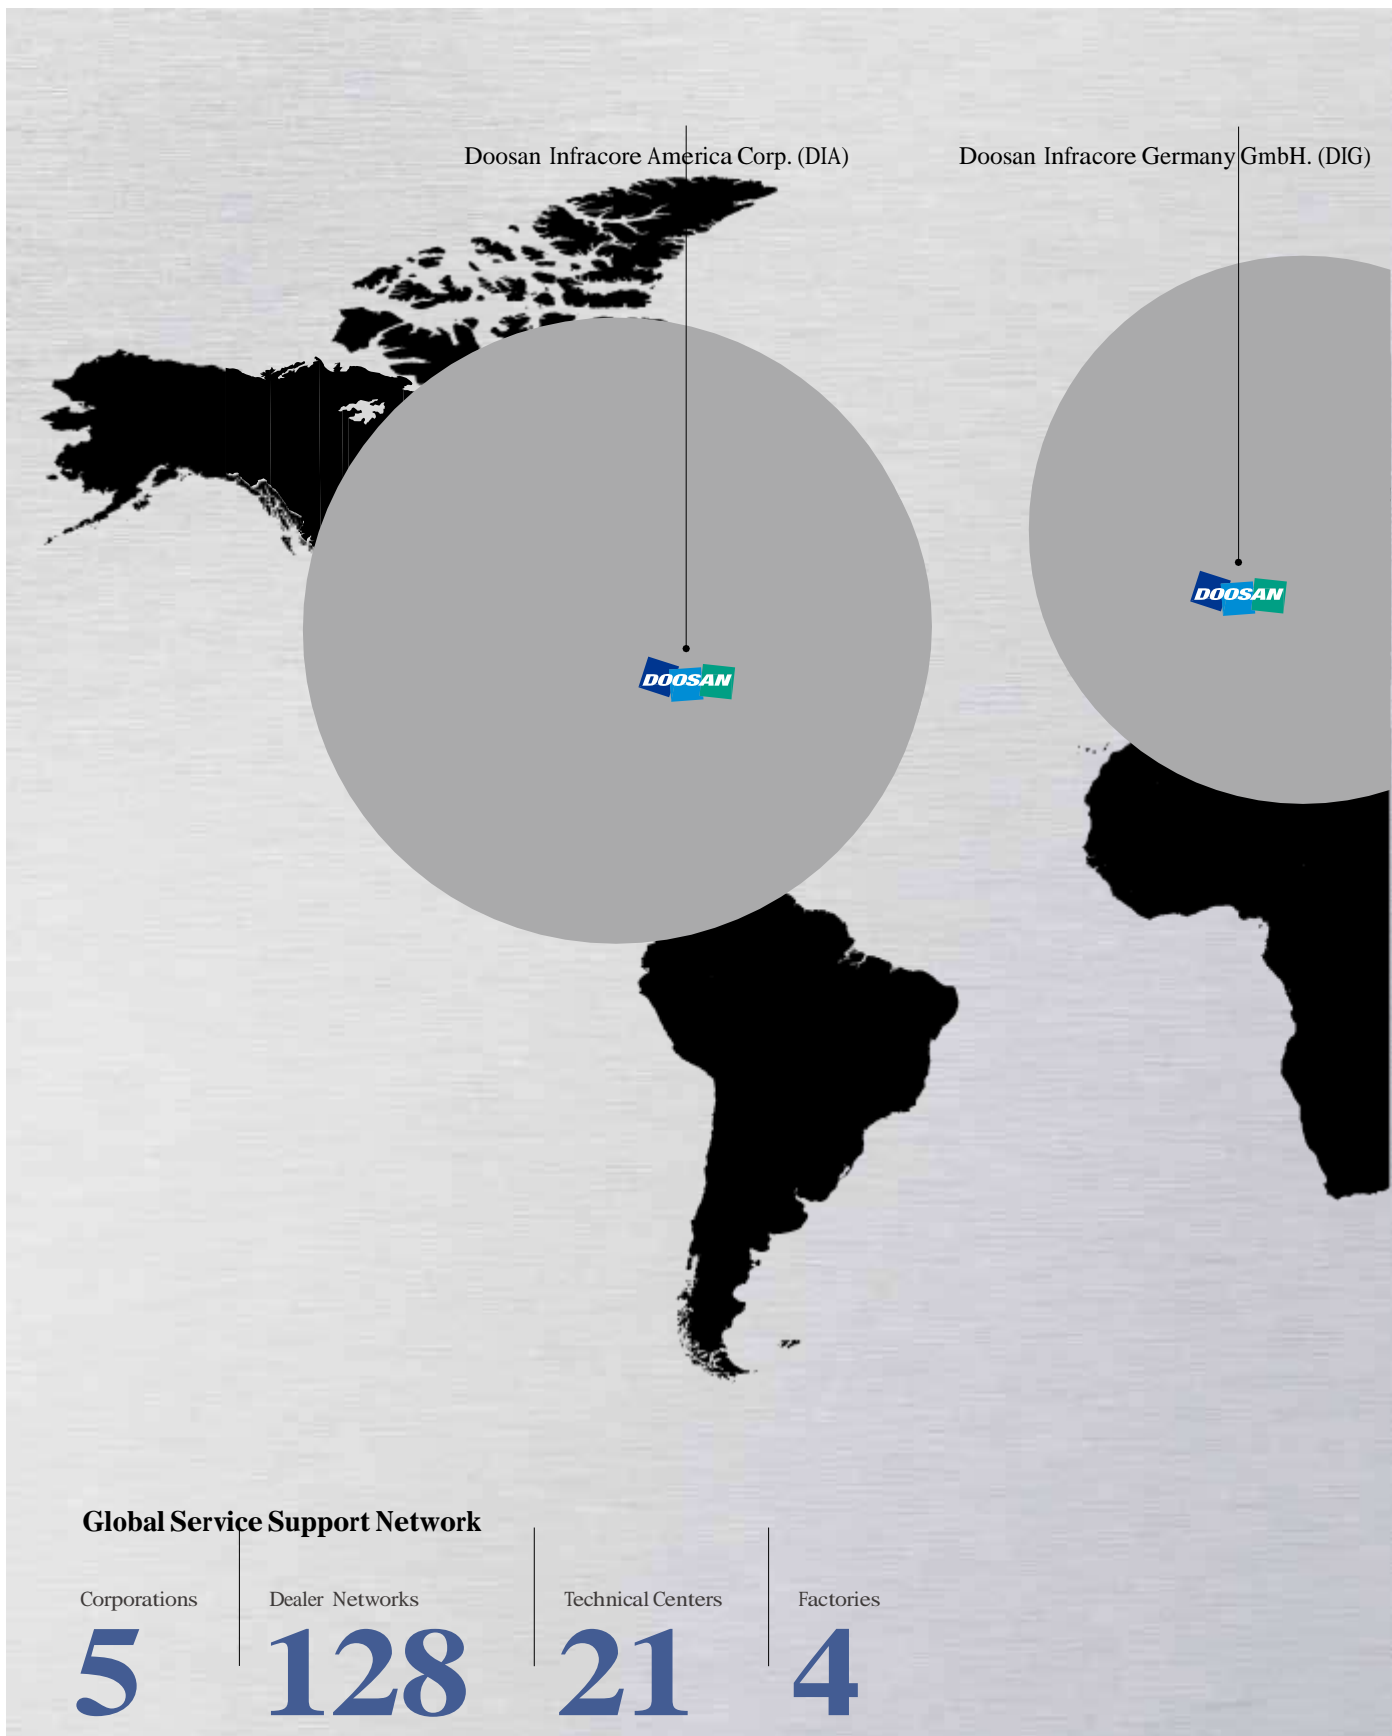 Doosan Infracore America Corp. (DIA)
Doosan Infracore Germany GmbH. (DIG)
DOOSAN
DOOSAN
Global Service Support Network
Corporations
5
Dealer Networks
128
Technical Centers
21
Factories
4